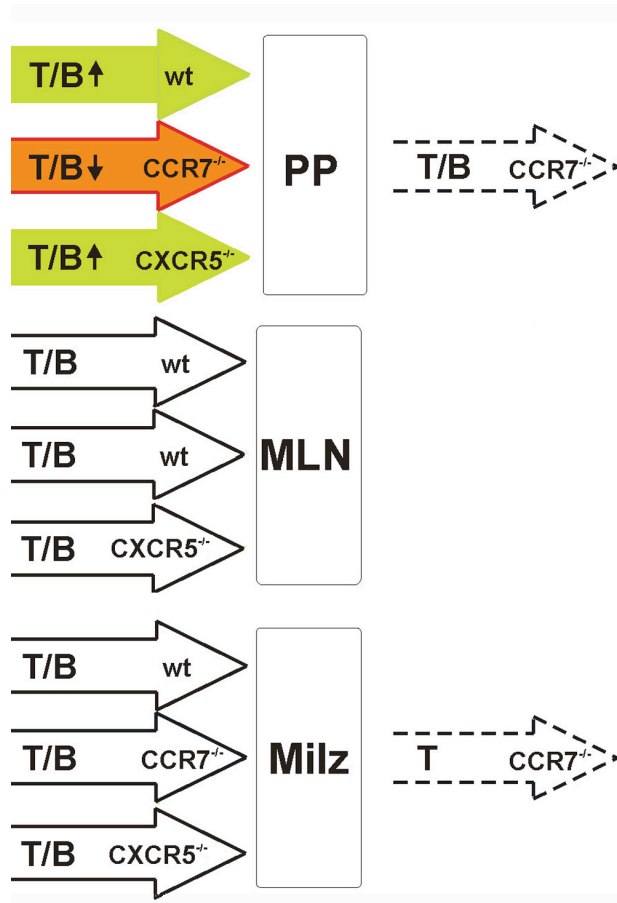 T/B↑ wt
T/B↓ CCR7-/-
T/B↑ CXCR5-/-
PP
T/B CCR7-/-
T/B wt
T/B wt
T/B CXCR5-/-
MLN
T/B wt
T/B CCR7-/-
T/B CXCR5-/-
Milz
T CCR7-/-